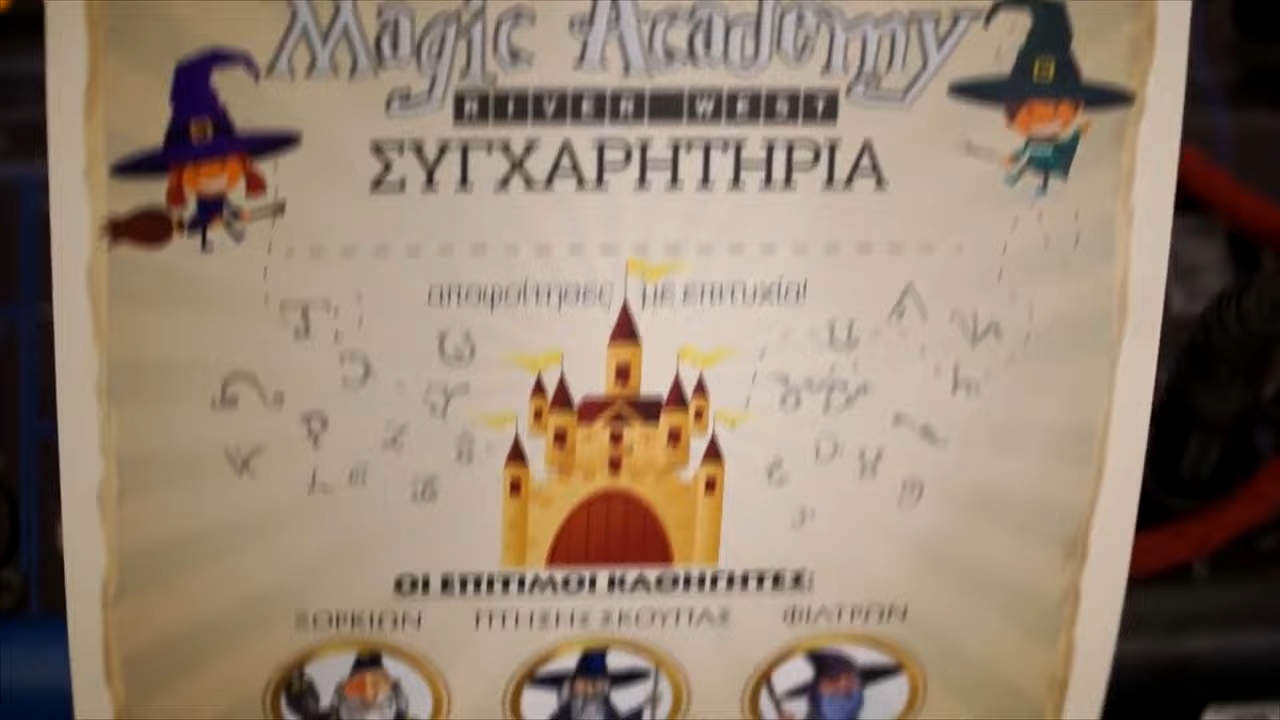 Magic Academy
RIVER WEST
ΣΥΓΧΑΡΗΤΗΡΙΑ
αποφοίτησες με επιτυχία!
ΟΙ ΕΠΙΤΙΜΟΙ ΚΑΘΗΓΗΤΕΣ:
ΞΟΡΚΙΩΝ ΠΤΗΣΗΣ ΣΚΟΥΠΑΣ ΦΙΛΤΡΩΝ